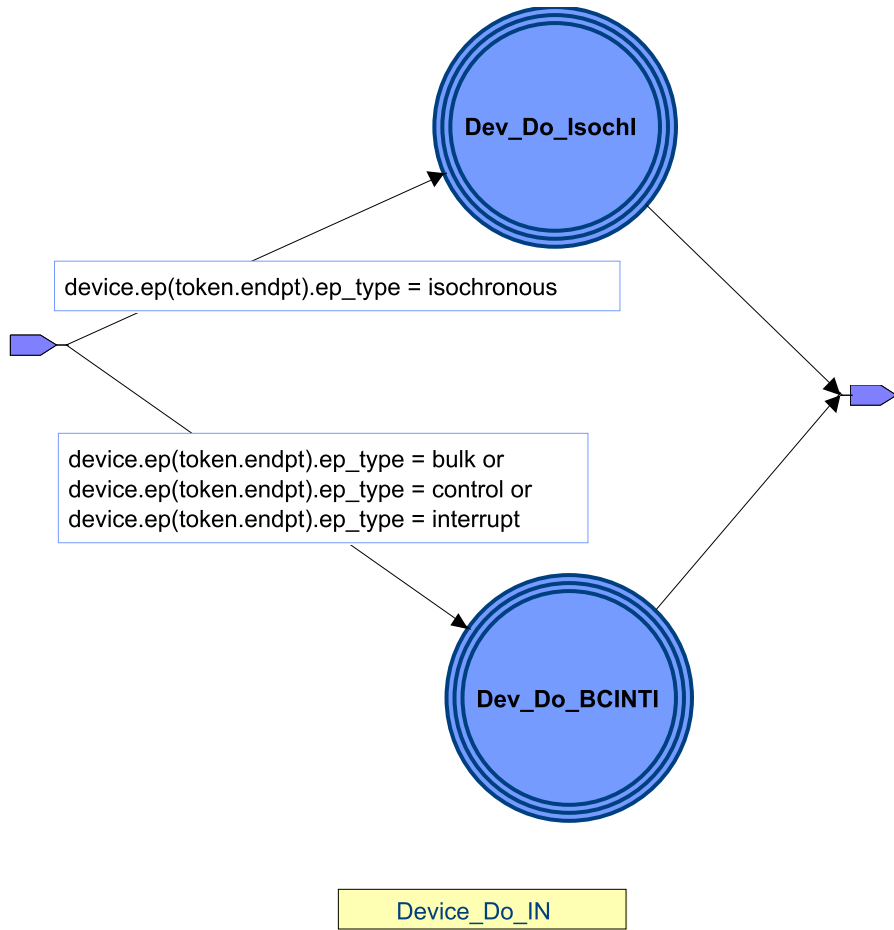 Dev_Do_IsochI
device.ep(token.endpt).ep_type = isochronous
device.ep(token.endpt).ep_type = bulk or
device.ep(token.endpt).ep_type = control or
device.ep(token.endpt).ep_type = interrupt
Dev_Do_BCINTI
Device_Do_IN